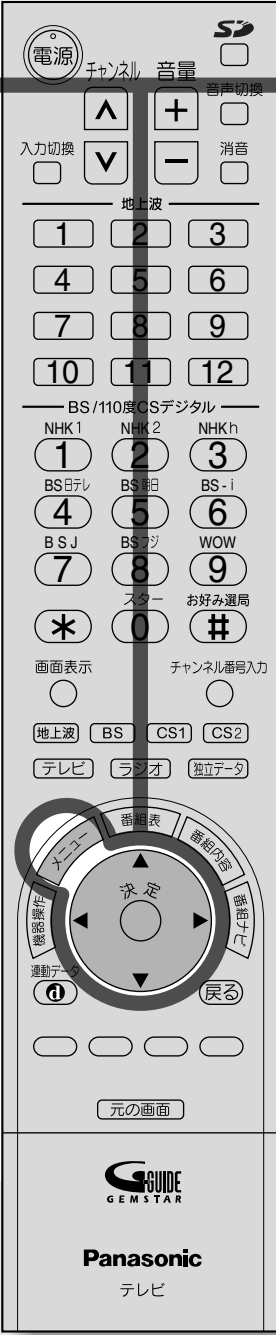 SD
電源
チャンネル 音量
音声切換
入力切換
消音
地上波
1 2 3
4 5 6
7 8 9
10 11 12
BS/110度CSデジタル
NHK1 NHK2 NHKh
1 2 3
BS日テレ BS朝日 BS-i
4 5 6
BSJ BSフジ WOW
7 8 9
スター お好み選局
* 0 #
画面表示 チャンネル番号入力
地上波 BS CS1 CS2
テレビ ラジオ 独立データ
番組表
メニュー 番組内容
機器操作 決定 番組ナビ
連動データ
d 戻る
元の画面
G-GUIDE
GEMSTAR
Panasonic
テレビ